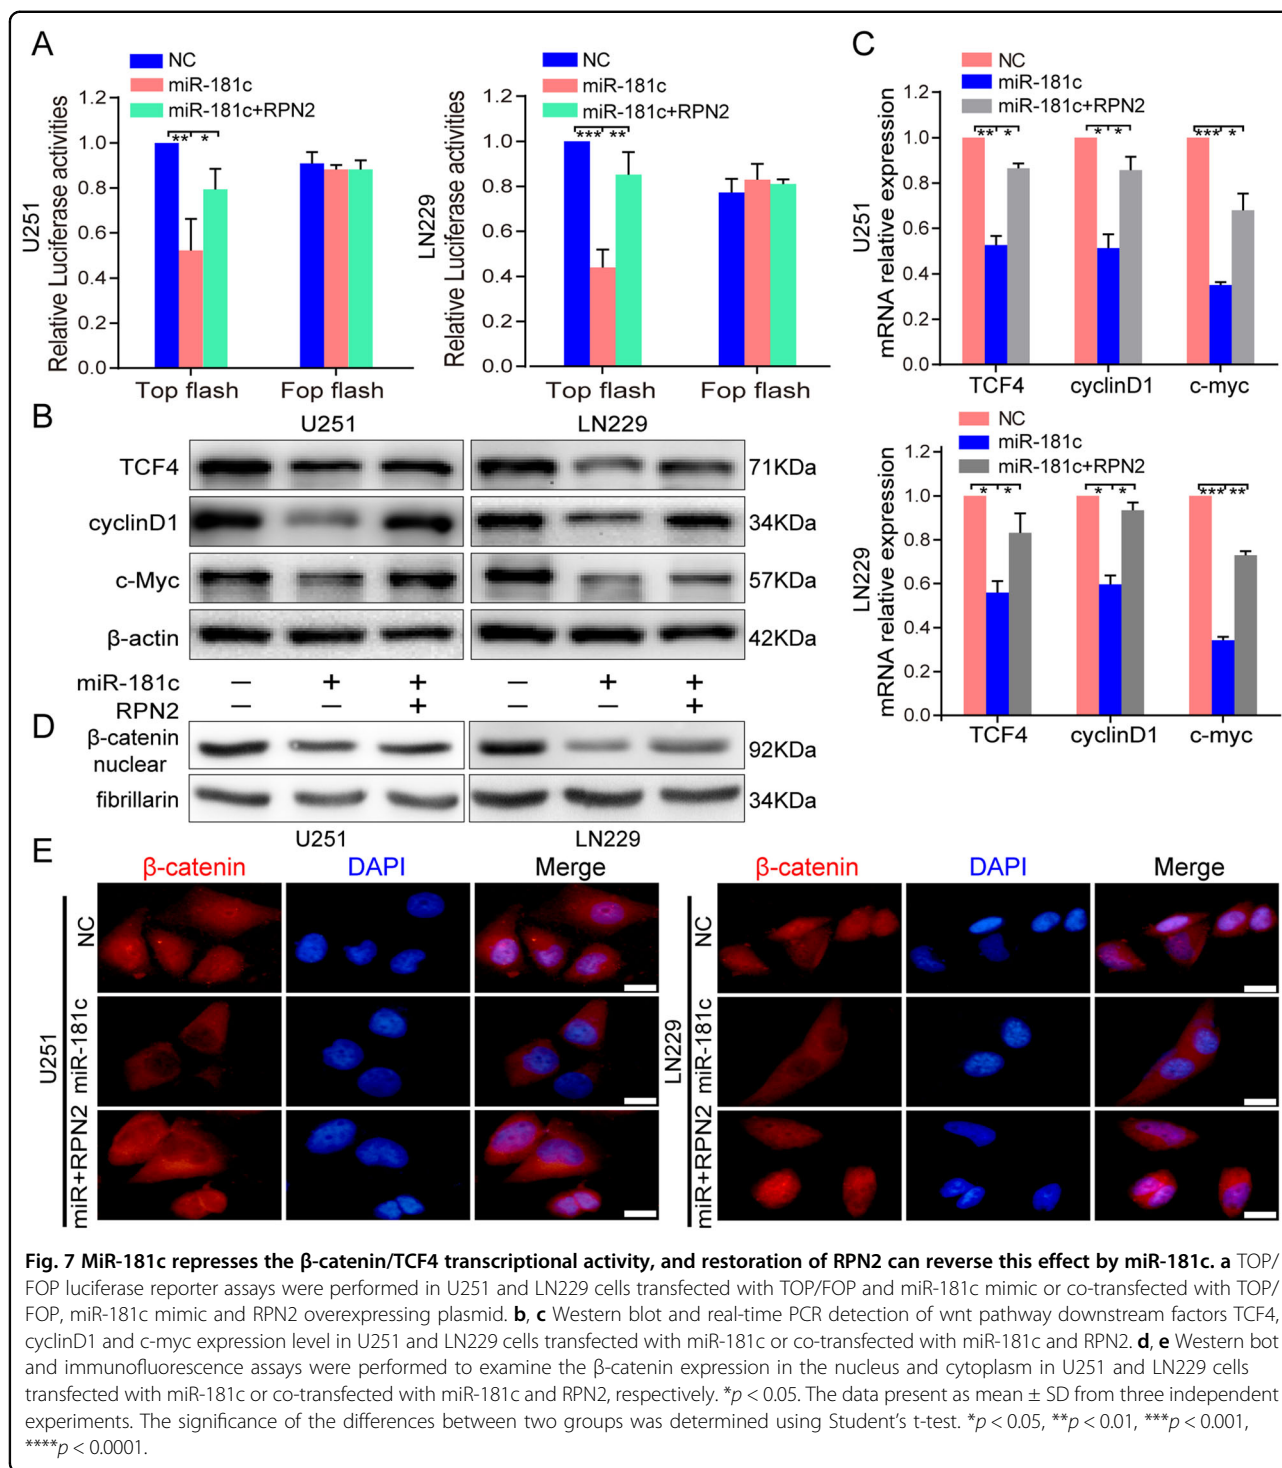 A
NC
miR-181c
miR-181c+RPN2
U251
Relative Luciferase activities
1.2
1.0
0.8
0.6
0.4
0.2
0.0
** *
Top flash Fop flash
NC
miR-181c
miR-181c+RPN2
LN229
Relative Luciferase activities
1.2
1.0
0.8
0.6
0.4
0.2
0.0
*** **
Top flash Fop flash
C
NC
miR-181c
miR-181c+RPN2
U251
mRNA relative expression
1.2
1.0
0.8
0.6
0.4
0.2
0.0
** * * * *** *
TCF4 cyclinD1 c-myc
NC
miR-181c
miR-181c+RPN2
LN229
mRNA relative expression
1.2
1.0
0.8
0.6
0.4
0.2
0.0
* * * * *** **
TCF4 cyclinD1 c-myc
B
U251 LN229
TCF4 71KDa
cyclinD1 34KDa
c-Myc 57KDa
β-actin 42KDa
miR-181c — + + — + +
RPN2 — — + — — +
D
β-catenin
nuclear 92KDa
fibrillarin 34KDa
U251 LN229
E
β-catenin DAPI Merge β-catenin DAPI Merge
U251
NC
miR-181c
miR+RPN2
LN229
NC
miR-181c
miR+RPN2
Fig. 7 MiR-181c represses the β-catenin/TCF4 transcriptional activity, and restoration of RPN2 can reverse this effect by miR-181c. a TOP/
FOP luciferase reporter assays were performed in U251 and LN229 cells transfected with TOP/FOP and miR-181c mimic or co-transfected with TOP/
FOP, miR-181c mimic and RPN2 overexpressing plasmid. b, c Western blot and real-time PCR detection of wnt pathway downstream factors TCF4,
cyclinD1 and c-myc expression level in U251 and LN229 cells transfected with miR-181c or co-transfected with miR-181c and RPN2. d, e Western bot
and immunofluorescence assays were performed to examine the β-catenin expression in the nucleus and cytoplasm in U251 and LN229 cells
transfected with miR-181c or co-transfected with miR-181c and RPN2, respectively. *p < 0.05. The data present as mean ± SD from three independent
experiments. The significance of the differences between two groups was determined using Student's t-test. *p < 0.05, **p < 0.01, ***p < 0.001,
****p < 0.0001.